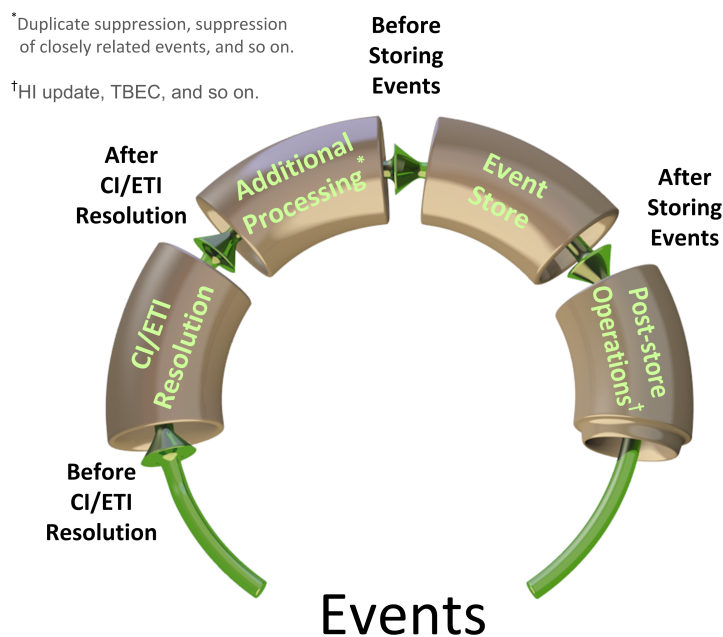 *Duplicate suppression, suppression
of closely related events, and so on.
†HI update, TBEC, and so on.
Before
Storing
Events
After
CI/ETI
Resolution
Additional
Processing*
Event
Store
After
Storing
Events
CI/ETI
Resolution
Post-store
Operations†
Before
CI/ETI
Resolution
Events